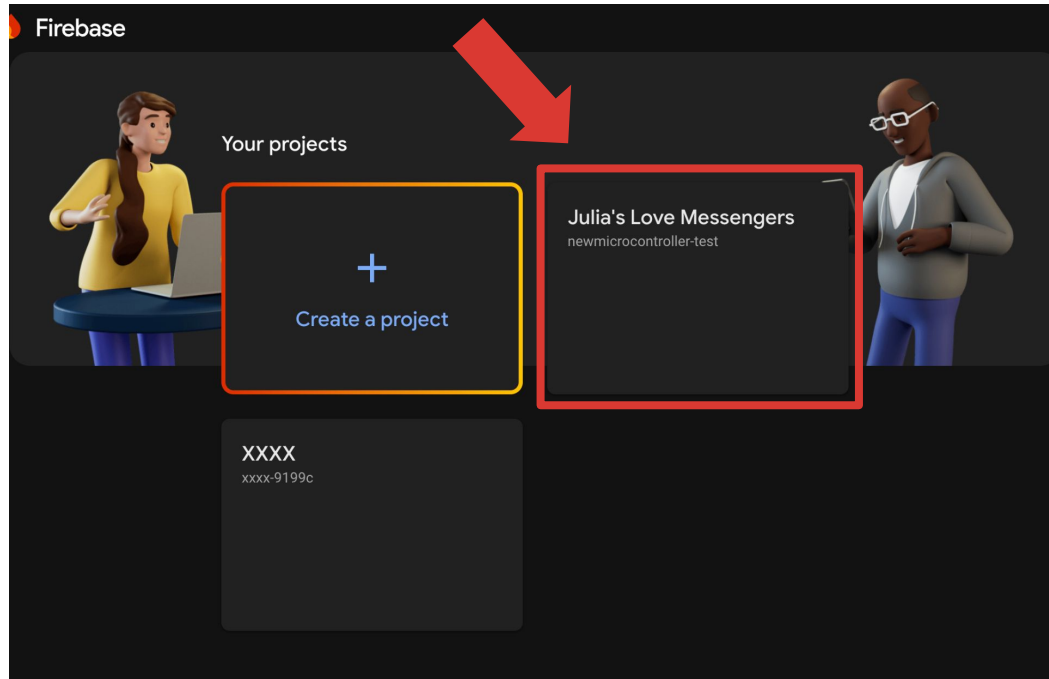 Firebase
Your projects
+
Create a project
Julia's Love Messengers
newmicrocontroller-test
XXXX
xxxx-9199c